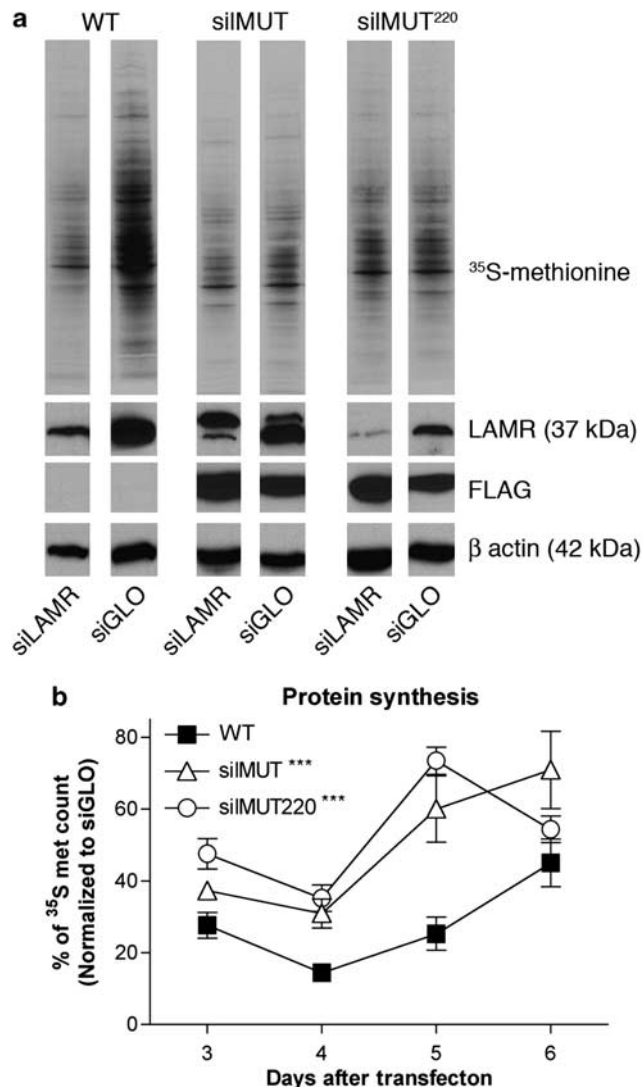 a
WT
silMUT
silMUT²²⁰
³⁵S-methionine
LAMR (37 kDa)
FLAG
β actin (42 kDa)
siLAMR
siGLO
siLAMR
siGLO
siLAMR
siGLO
b
Protein synthesis
WT
silMUT ***
silMUT220 ***
% of ³⁵S met count
(Normalized to siGLO)
80
60
40
20
0
3
4
5
6
Days after transfecton